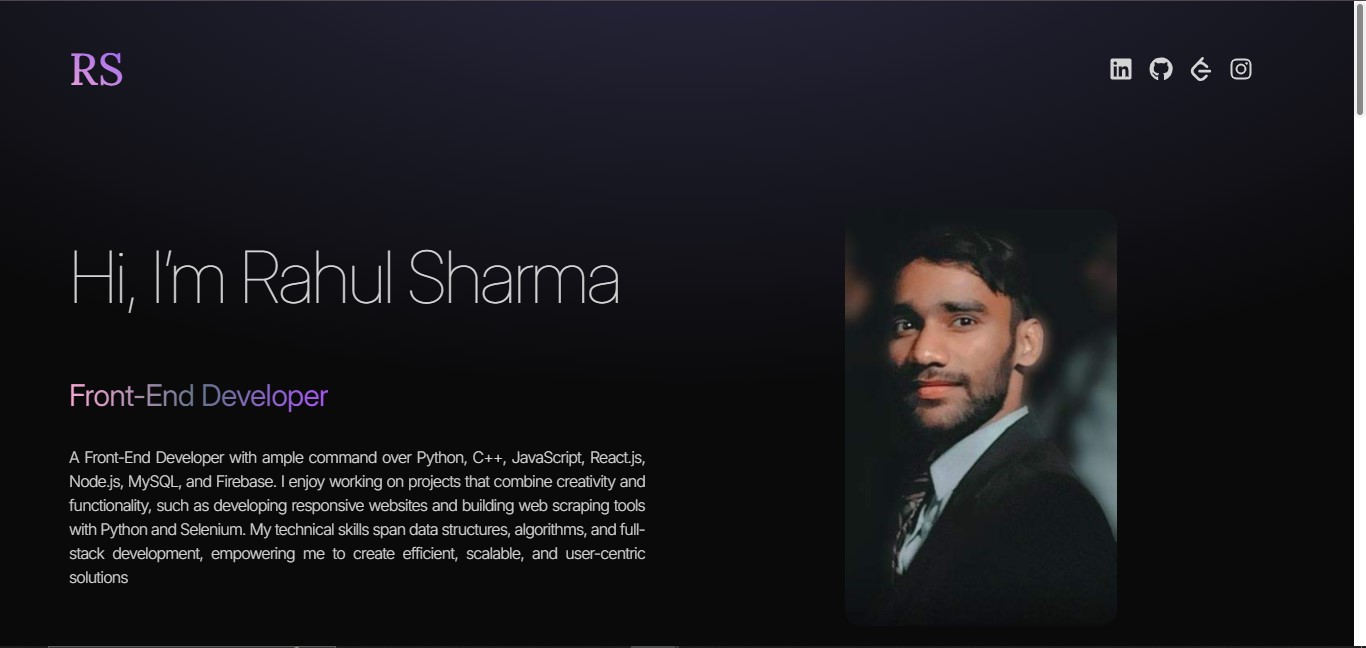 RS
Hi, I’m Rahul Sharma
Front-End Developer
A Front-End Developer with ample command over Python, C++, JavaScript, React.js,
Node.js, MySQL, and Firebase. I enjoy working on projects that combine creativity and
functionality, such as developing responsive websites and building web scraping tools
with Python and Selenium. My technical skills span data structures, algorithms, and full-
stack development, empowering me to create efficient, scalable, and user-centric
solutions